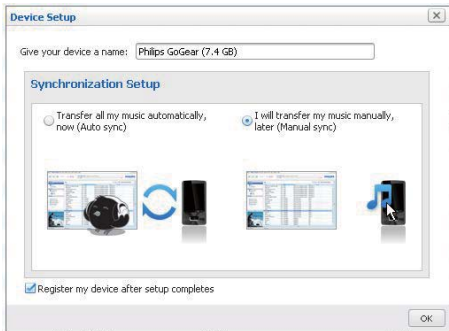 Device Setup
Give your device a name: Philips GoGear (7.4 GB)
Synchronization Setup
Transfer all my music automatically,
now (Auto sync)
I will transfer my music manually,
later (Manual sync)
Register my device after setup completes
OK